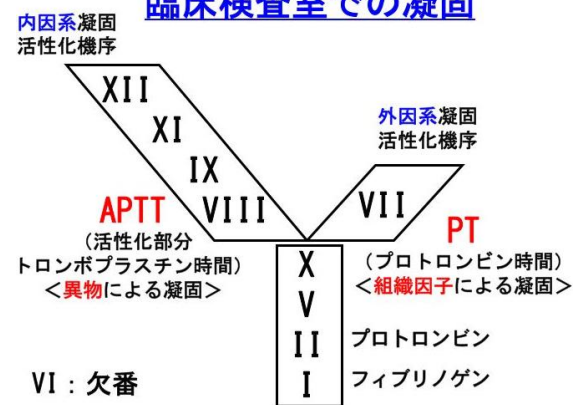 臨床検査室での凝固
内因系凝固
活性化機序
XII
XI
IX
VIII
外因系凝固
活性化機序
VII
APTT
(活性化部分
トロンボプラスチン時間)
<異物による凝固>
PT
(プロトロンビン時間)
<組織因子による凝固>
X
V
II プロトロンビン
I フィブリノゲン
VI:欠番